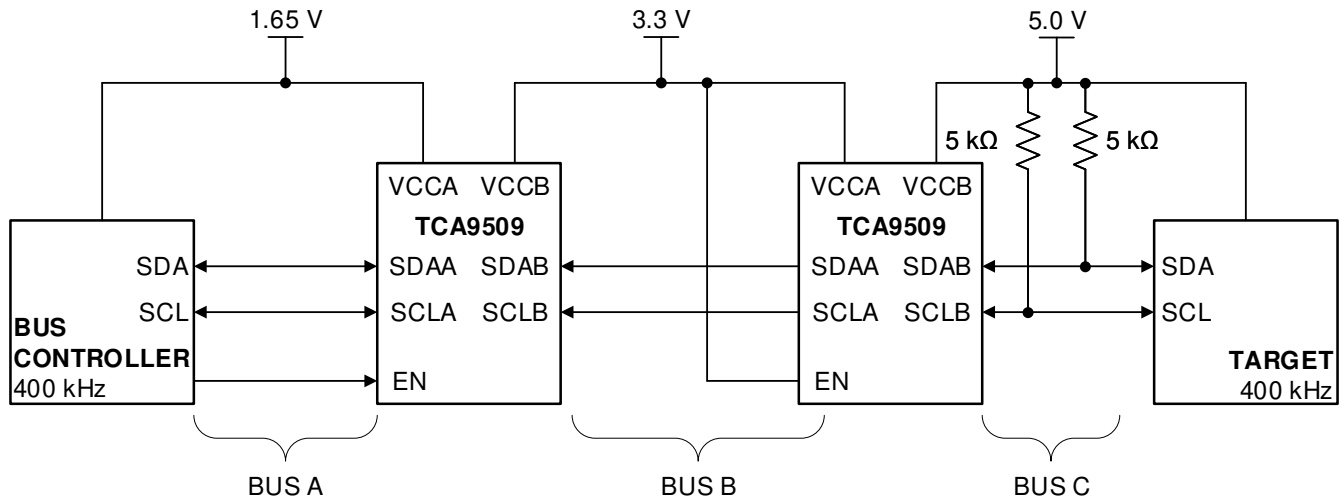 1.65 V
3.3 V
5.0 V
5 kΩ
5 kΩ
VCCA
VCCB
TCA9509
SDAA
SDAB
SCLA
SCLB
EN
VCCA
VCCB
TCA9509
SDAA
SDAB
SCLA
SCLB
EN
SDA
SCL
BUS
CONTROLLER
400 kHz
SDA
SCL
TARGET
400 kHz
BUS A
BUS B
BUS C